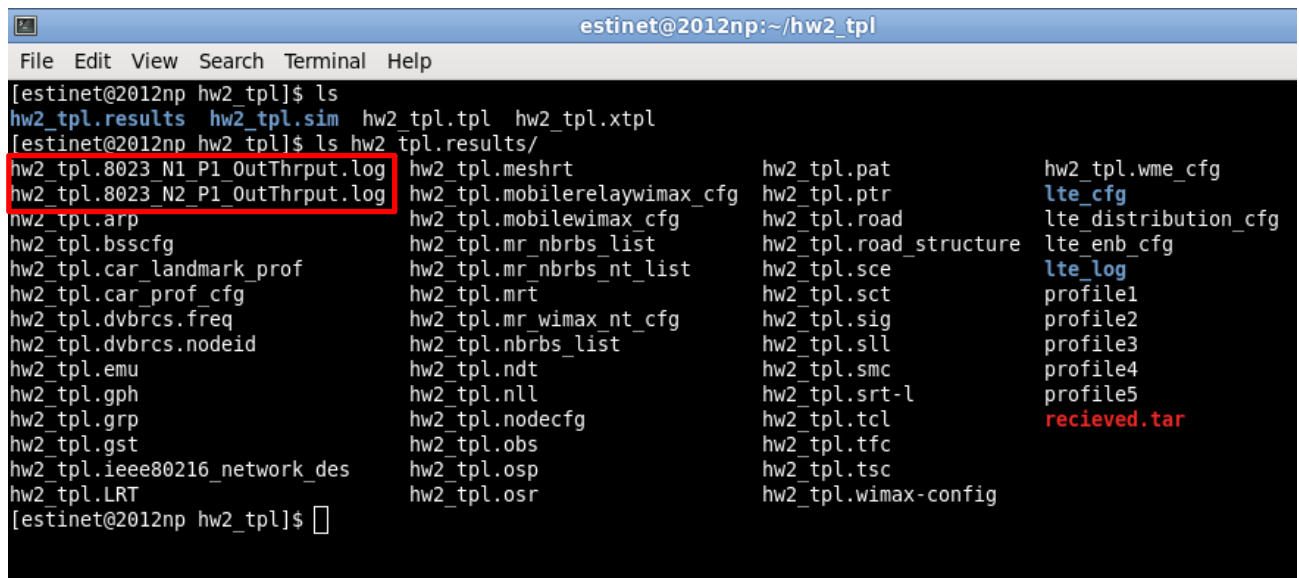 estinet@2012np:~/hw2_tpl
File Edit View Search Terminal Help
[estinet@2012np hw2_tpl]$ ls
hw2_tpl.results hw2_tpl.sim hw2_tpl.tpl hw2_tpl.xtpl
[estinet@2012np hw2_tpl]$ ls hw2_tpl.results/
hw2_tpl.8023_N1_P1_OutThrput.log hw2_tpl.meshrt hw2_tpl.pat hw2_tpl.wme_cfg
hw2_tpl.8023_N2_P1_OutThrput.log hw2_tpl.mobilerelaywimax_cfg hw2_tpl.ptr lte_cfg
hw2_tpl.arp hw2_tpl.mobilewimax_cfg hw2_tpl.road lte_distribution_cfg
hw2_tpl.bsscfg hw2_tpl.mr_nbrbs_list hw2_tpl.road_structure lte_enb_cfg
hw2_tpl.car_landmark_prof hw2_tpl.mr_nbrbs_nt_list hw2_tpl.sce lte_log
hw2_tpl.car_prof_cfg hw2_tpl.mrt hw2_tpl.sct profile1
hw2_tpl.dvbrcs.freq hw2_tpl.mr_wimax_nt_cfg hw2_tpl.sig profile2
hw2_tpl.dvbrcs.nodeid hw2_tpl.nbrbs_list hw2_tpl.sll profile3
hw2_tpl.emu hw2_tpl.ndt hw2_tpl.smc profile4
hw2_tpl.gph hw2_tpl.nll hw2_tpl.srt-l profile5
hw2_tpl.grp hw2_tpl.nodecfg hw2_tpl.tcl recieved.tar
hw2_tpl.gst hw2_tpl.obs hw2_tpl.tfc
hw2_tpl.ieee80216_network_des hw2_tpl.osp hw2_tpl.tsc
hw2_tpl.LRT hw2_tpl.osr hw2_tpl.wimax-config
[estinet@2012np hw2_tpl]$